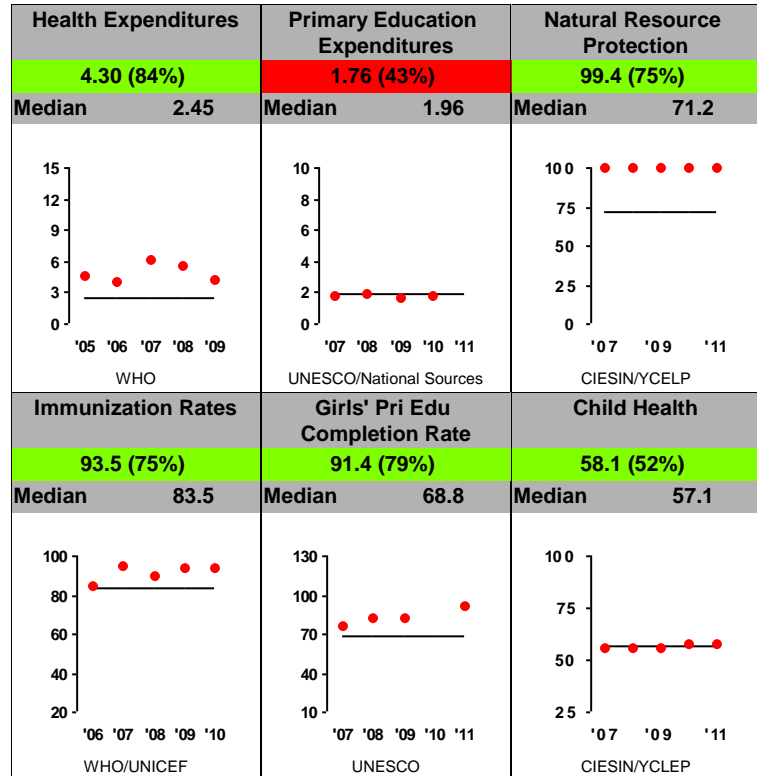 Health Expenditures
4.30 (84%)
Median 2.45
15
12
9
6
3
0
'05 '06 '07 '08 '09
WHO
Primary Education
Expenditures
1.76 (43%)
Median 1.96
10
8
6
4
2
0
'07 '08 '09 '10 '11
UNESCO/National Sources
Natural Resource
Protection
99.4 (75%)
Median 71.2
100
75
50
25
0
'07 '09 '11
CIESIN/YCELP
Immunization Rates
93.5 (75%)
Median 83.5
100
80
60
40
20
'06 '07 '08 '09 '10
WHO/UNICEF
Girls' Pri Edu
Completion Rate
91.4 (79%)
Median 68.8
130
100
70
40
10
'07 '08 '09 '10 '11
UNESCO
Child Health
58.1 (52%)
Median 57.1
100
75
50
25
'07 '09 '11
CIESIN/YCLEP